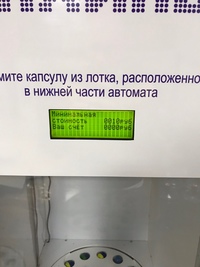 мите капсулу из лотка, расположенно
в нижней части автомата
Минимальная
стоимость 0010руб
Ваш счет 0000руб